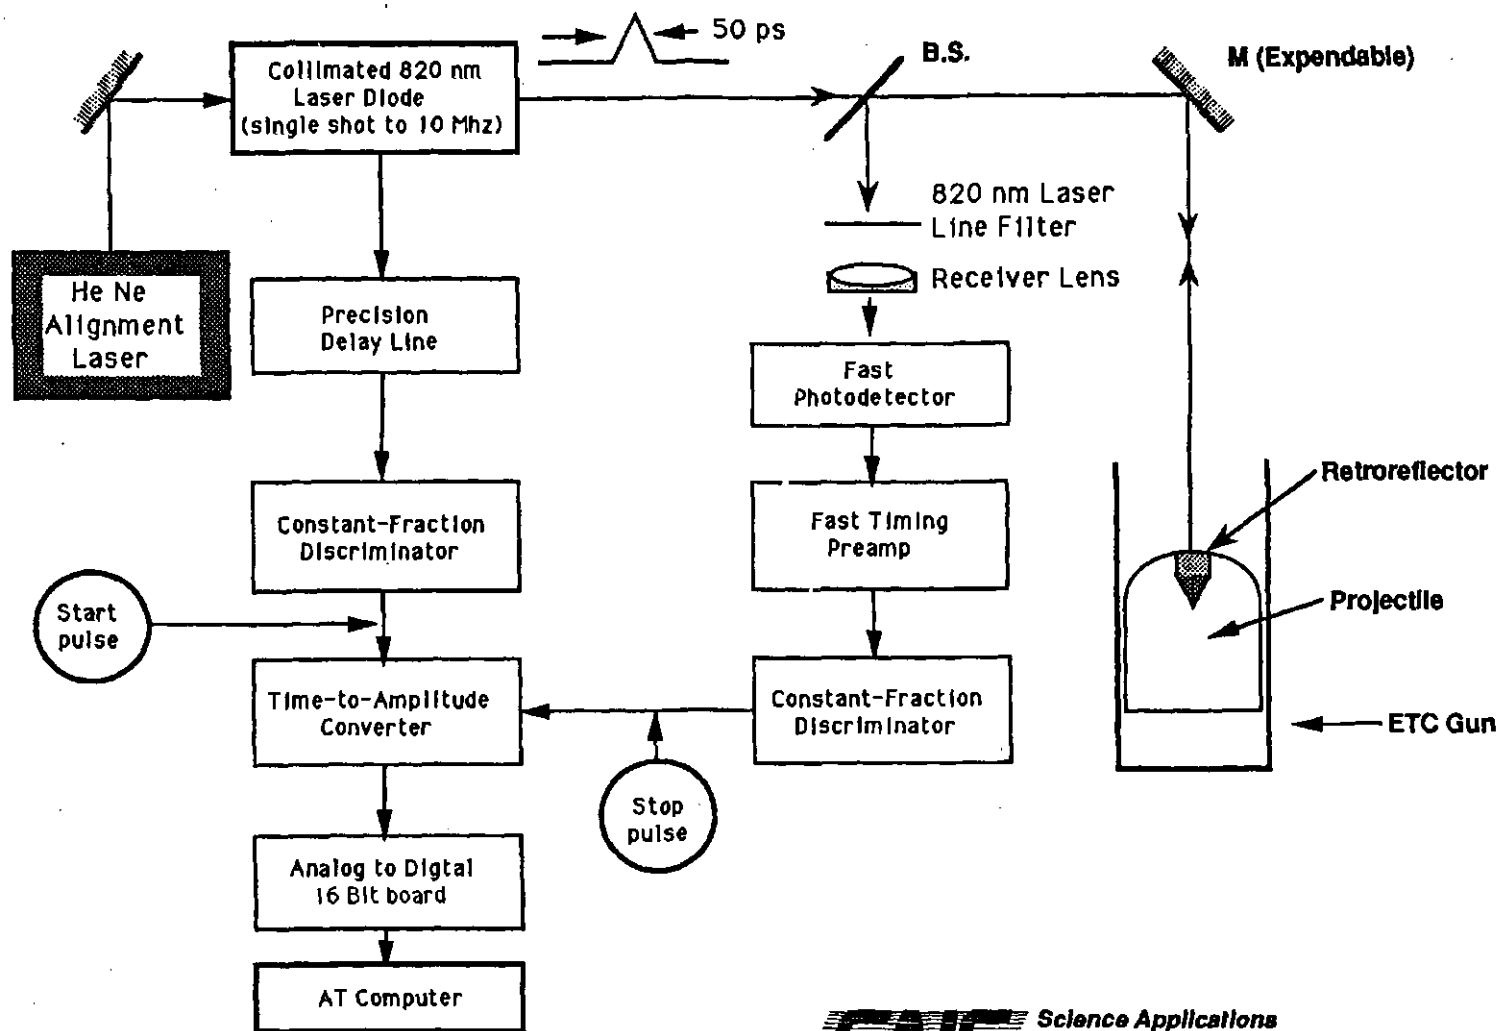 50 ps
B.S.
M (Expendable)
Collimated 820 nm
Laser Diode
(single shot to 10 Mhz)
820 nm Laser
Line Filter
He Ne
Alignment
Laser
Receiver Lens
Precision
Delay Line
Fast
Photodetector
Retroreflector
Constant-Fraction
Discriminator
Fast Timing
Preamp
Start
pulse
Projectile
Time-to-Amplitude
Converter
Constant-Fraction
Discriminator
ETC Gun
Stop
pulse
Analog to Digtal
16 Bit board
AT Computer
Science Applications